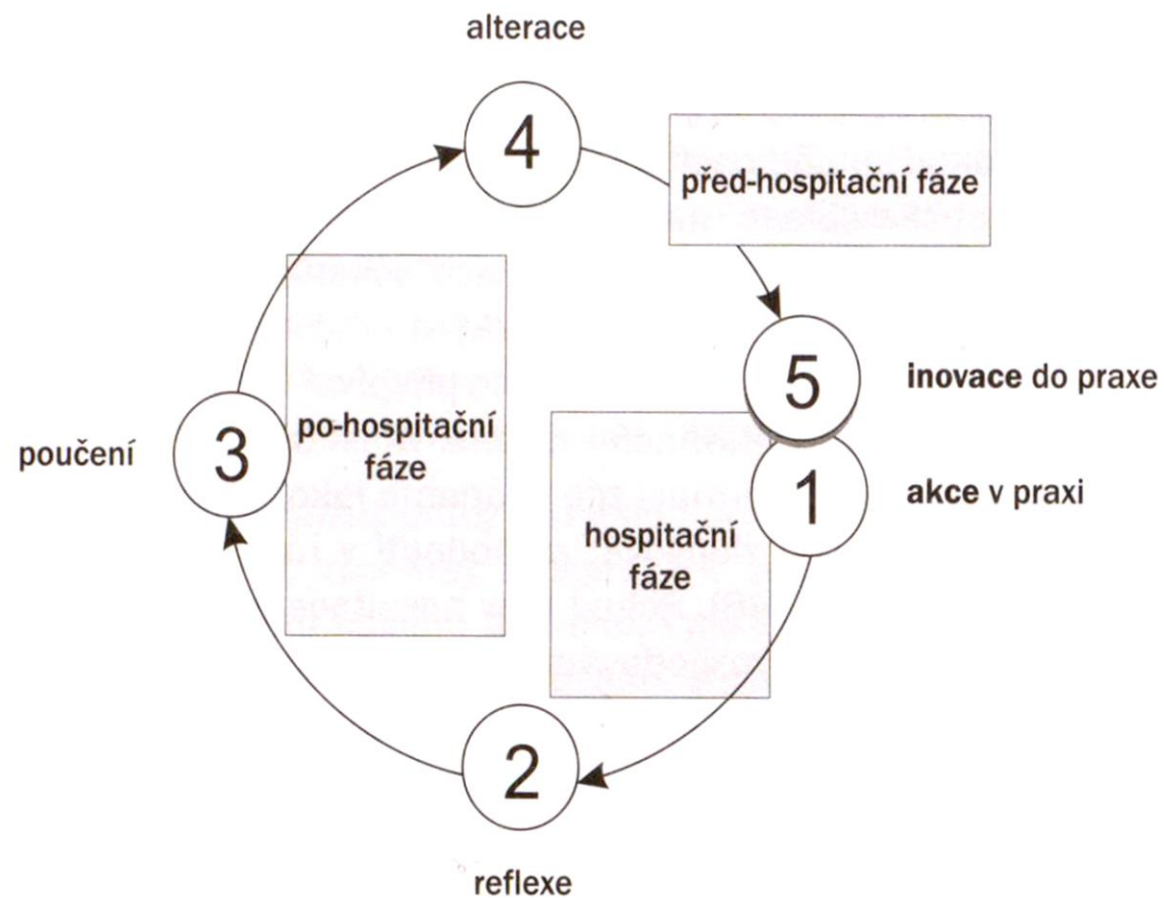 alterace
4
před-hospitační fáze
5
inovace do praxe
po-hospitační
fáze
3
poučení
1
akce v praxi
hospitační
fáze
2
reflexe